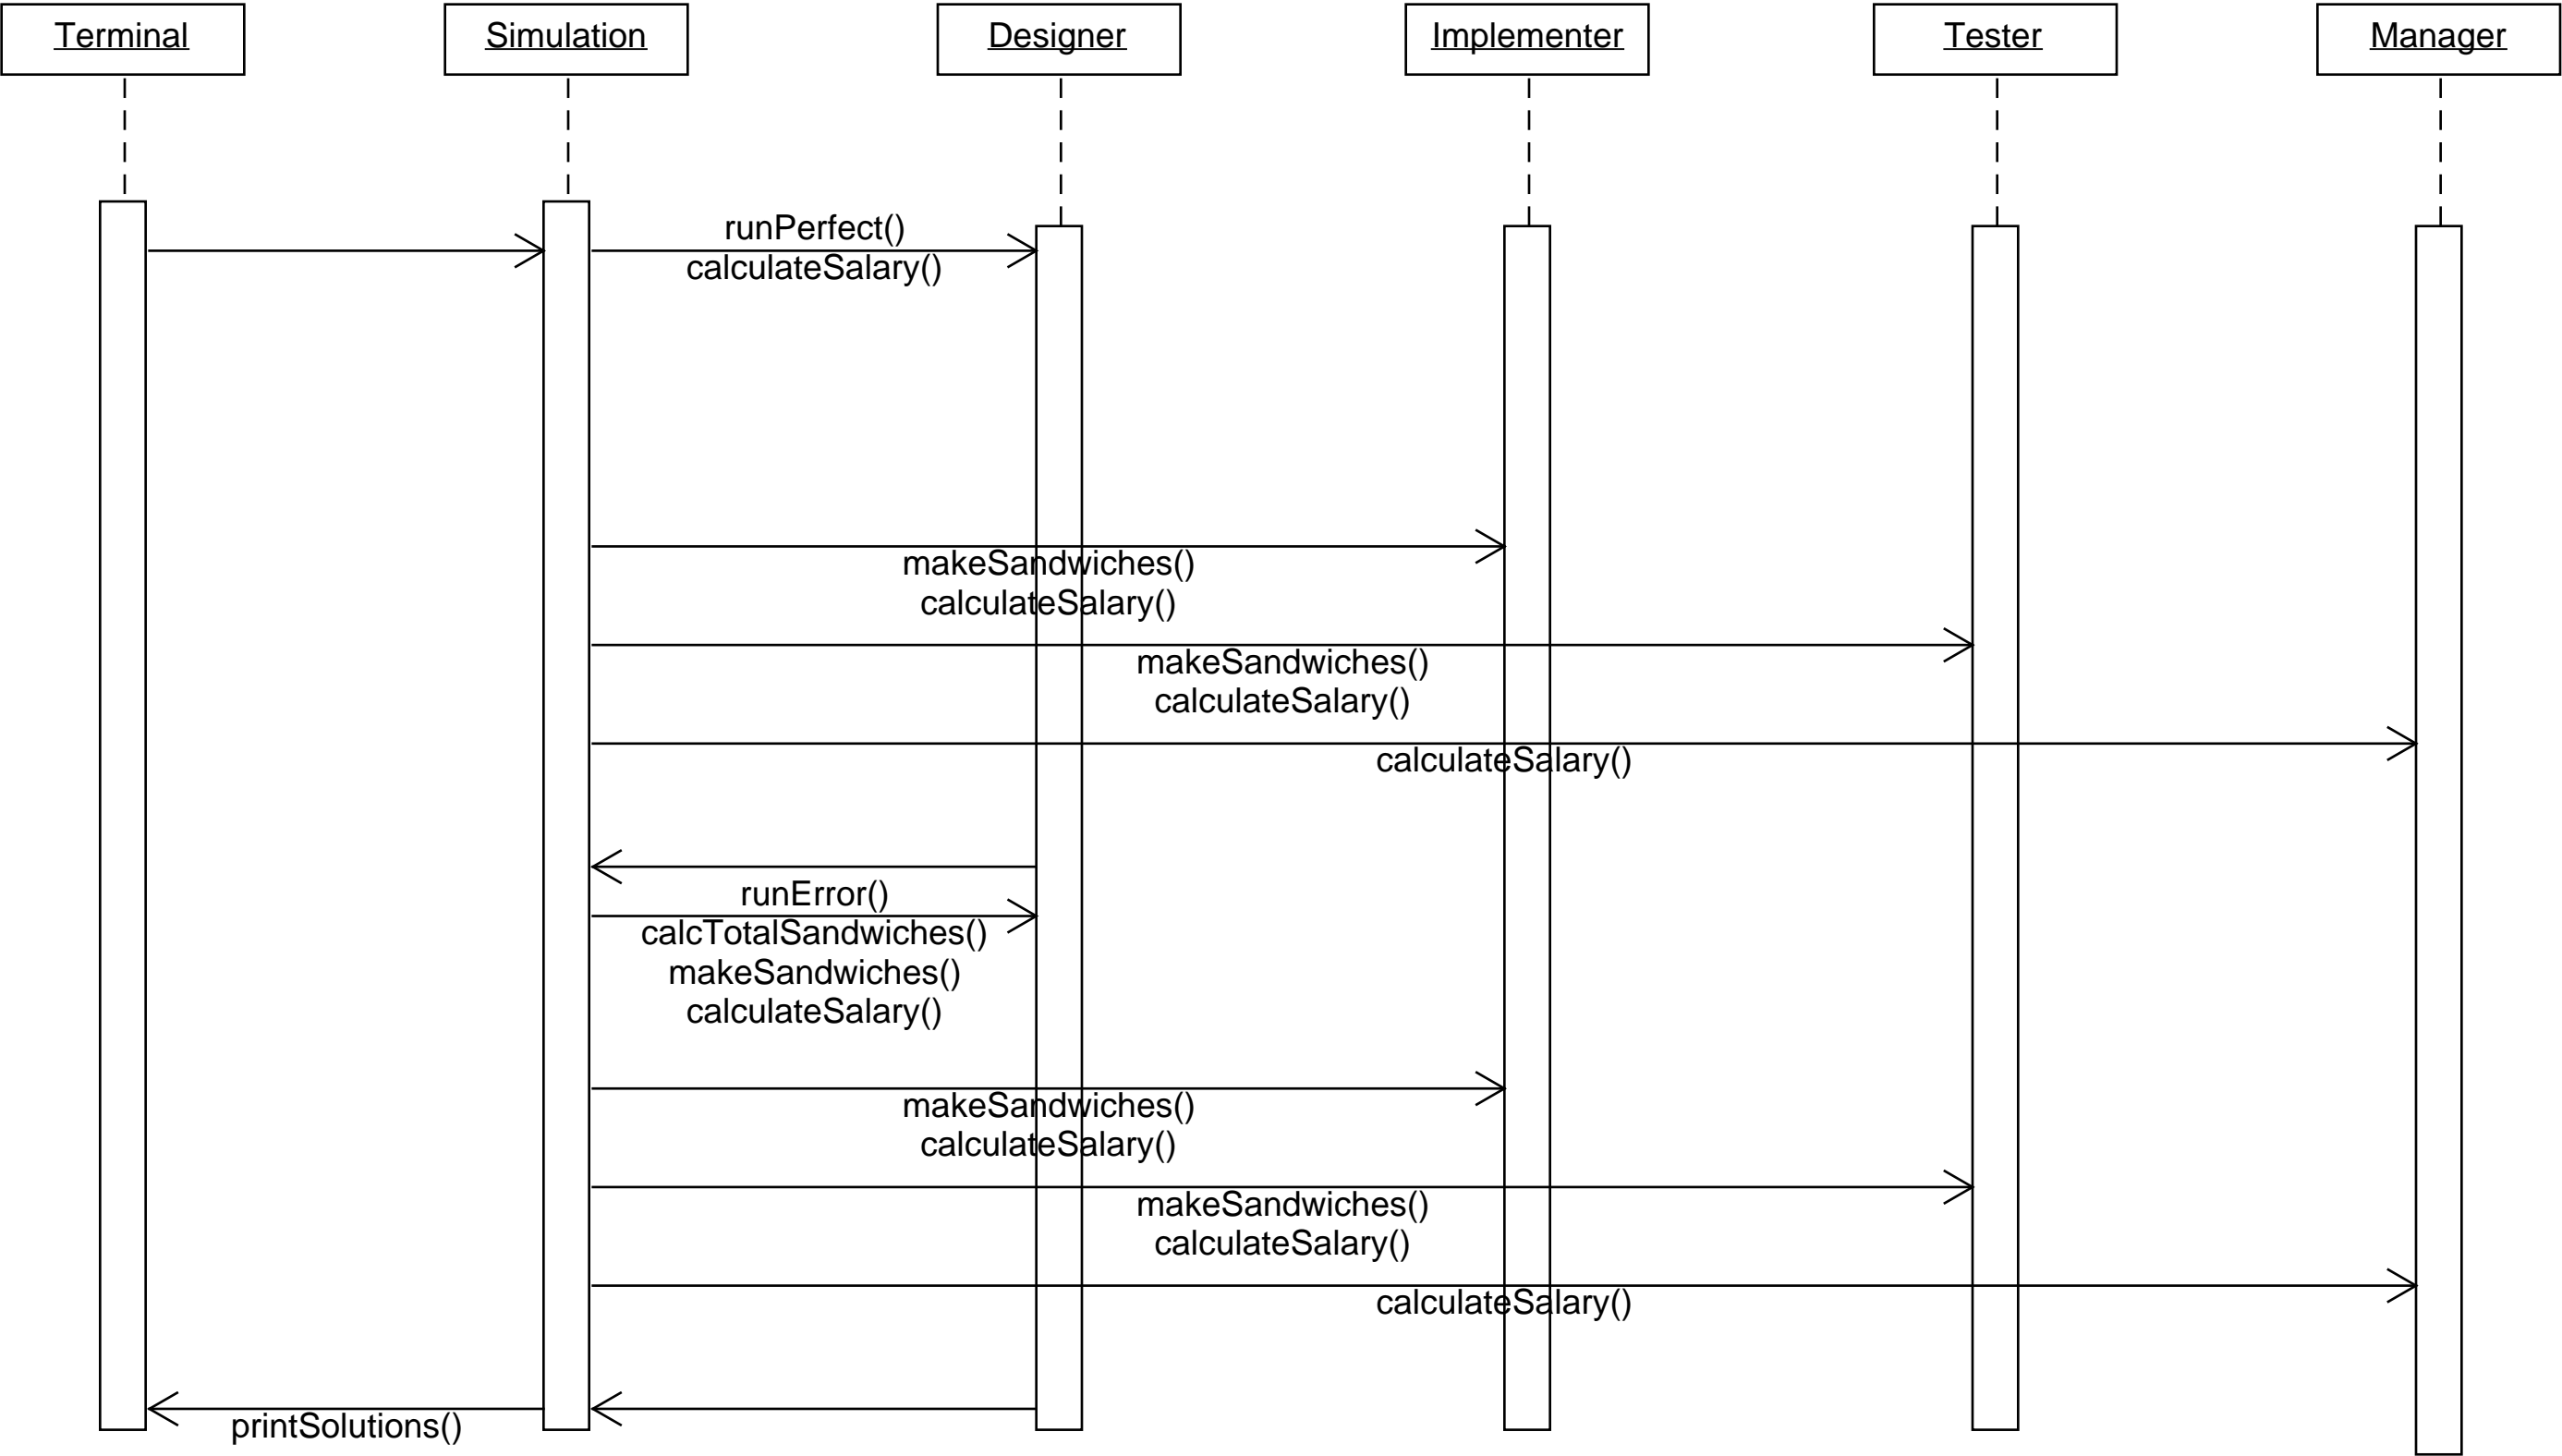 Terminal
Simulation
Designer
Implementer
Tester
Manager
runPerfect()
calculateSalary()
makeSandwiches()
calculateSalary()
makeSandwiches()
calculateSalary()
calculateSalary()
runError()
calcTotalSandwiches()
makeSandwiches()
calculateSalary()
makeSandwiches()
calculateSalary()
makeSandwiches()
calculateSalary()
calculateSalary()
printSolutions()